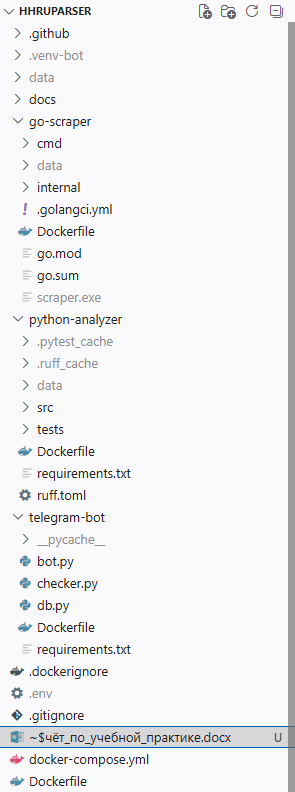 HHRUPARSER
.github
.venv-bot
data
docs
go-scraper
cmd
data
internal
.golangci.yml
Dockerfile
go.mod
go.sum
scraper.exe
python-analyzer
.pytest_cache
.ruff_cache
data
src
tests
Dockerfile
requirements.txt
ruff.toml
telegram-bot
__pycache__
bot.py
checker.py
db.py
Dockerfile
requirements.txt
.dockerignore
.env
.gitignore
~$чёт_по_учебной_практике.docx U
docker-compose.yml
Dockerfile